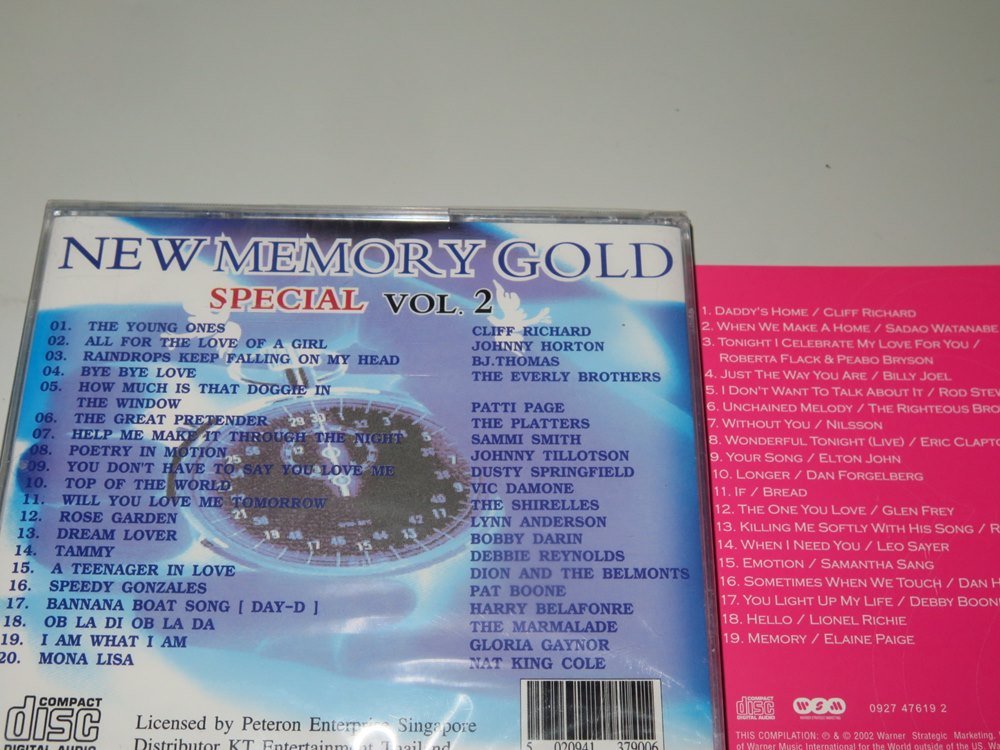 NEW MEMORY GOLD
SPECIAL VOL. 2
01. THE YOUNG ONES CLIFF RICHARD
02. ALL FOR THE LOVE OF A GIRL JOHNNY HORTON
03. RAINDROPS KEEP FALLING ON MY HEAD BJ.THOMAS
04. BYE BYE LOVE THE EVERLY BROTHERS
05. HOW MUCH IS THAT DOGGIE IN
THE WINDOW PATTI PAGE
06. THE GREAT PRETENDER THE PLATTERS
07. HELP ME MAKE IT THROUGH THE NIGHT SAMMI SMITH
08. POETRY IN MOTION JOHNNY TILLOTSON
09. YOU DON'T HAVE TO SAY YOU LOVE ME DUSTY SPRINGFIELD
10. TOP OF THE WORLD VIC DAMONE
11. WILL YOU LOVE ME TOMORROW THE SHIRELLES
12. ROSE GARDEN LYNN ANDERSON
13. DREAM LOVER BOBBY DARIN
14. TAMMY DEBBIE REYNOLDS
15. A TEENAGER IN LOVE DION AND THE BELMONTS
16. SPEEDY GONZALES PAT BOONE
17. BANNANA BOAT SONG [ DAY-D ] HARRY BELAFONRE
18. OB LA DI OB LA DA THE MARMALADE
19. I AM WHAT I AM GLORIA GAYNOR
20. MONA LISA NAT KING COLE
COMPACT
disc
DIGITAL AUDIO
Licensed by Peteron Enterprise Singapore
Distributor KT Entertainment Thailand
5 020941 379006
1. DADDY'S HOME / CLIFF RICHARD
2. WHEN WE MAKE A HOME / SADAO WATANABE
3. TONIGHT I CELEBRATE MY LOVE FOR YOU /
ROBERTA FLACK & PEABO BRYSON
4. JUST THE WAY YOU ARE / BILLY JOEL
5. I DON'T WANT TO TALK ABOUT IT / ROD STEW
6. UNCHAINED MELODY / THE RIGHTEOUS BRO
7. WITHOUT YOU / NILSSON
8. WONDERFUL TONIGHT (LIVE) / ERIC CLAPTO
9. YOUR SONG / ELTON JOHN
10. LONGER / DAN FORGELBERG
11. IF / BREAD
12. THE ONE YOU LOVE / GLEN FREY
13. KILLING ME SOFTLY WITH HIS SONG / R
14. WHEN I NEED YOU / LEO SAYER
15. EMOTION / SAMANTHA SANG
16. SOMETIMES WHEN WE TOUCH / DAN H
17. YOU LIGHT UP MY LIFE / DEBBY BOONE
18. HELLO / LIONEL RICHIE
19. MEMORY / ELAINE PAIGE
COMPACT
disc
DIGITAL AUDIO
WSM
WARNER STRATEGIC MARKETING
0927 47619 2
THIS COMPILATION: ℗ & © 2002 Warner Strategic Marketing,
of Warner Music International for the World outside of the US